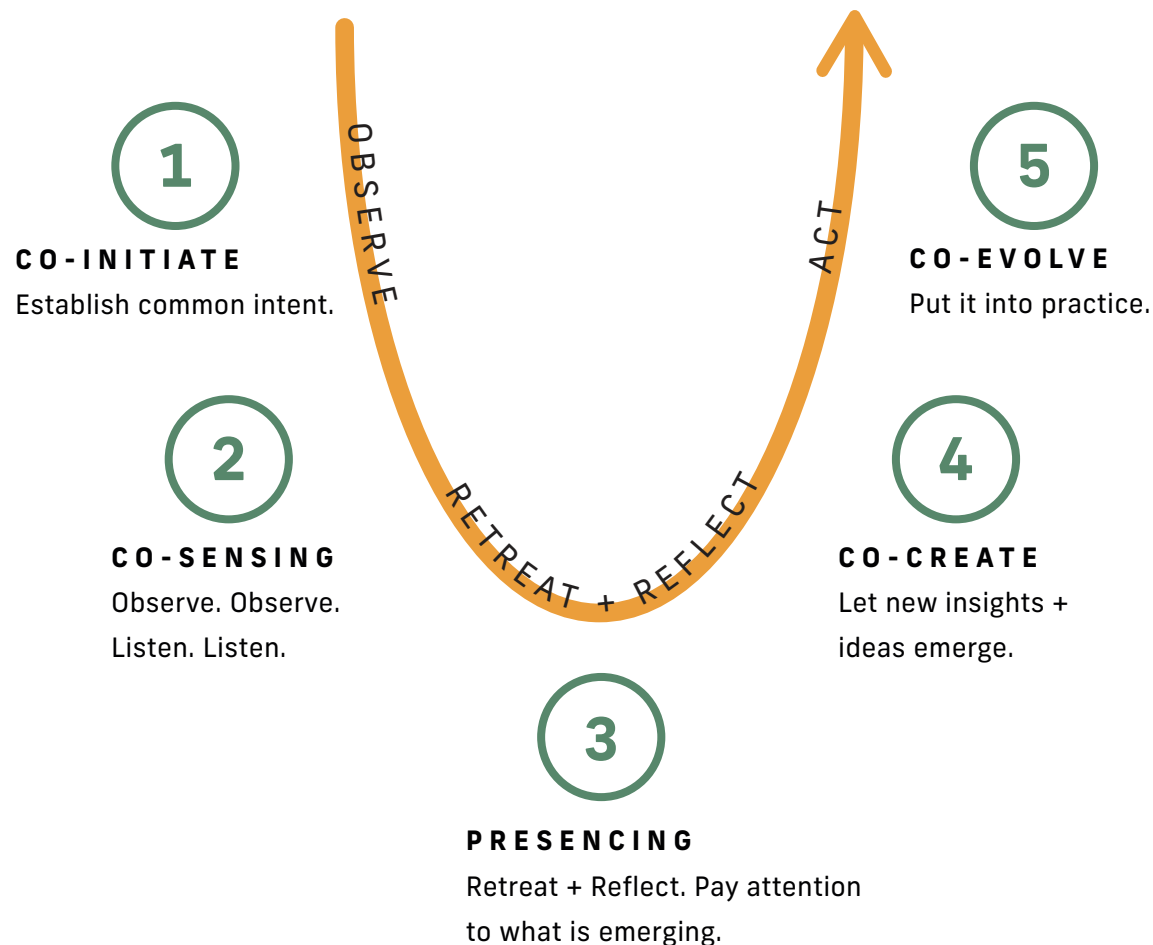 OBSERVE
RETREAT + REFLECT
ACT
1
CO-INITIATE
Establish common intent.
2
CO-SENSING
Observe. Observe.
Listen. Listen.
3
PRESENCING
Retreat + Reflect. Pay attention
to what is emerging.
4
CO-CREATE
Let new insights +
ideas emerge.
5
CO-EVOLVE
Put it into practice.